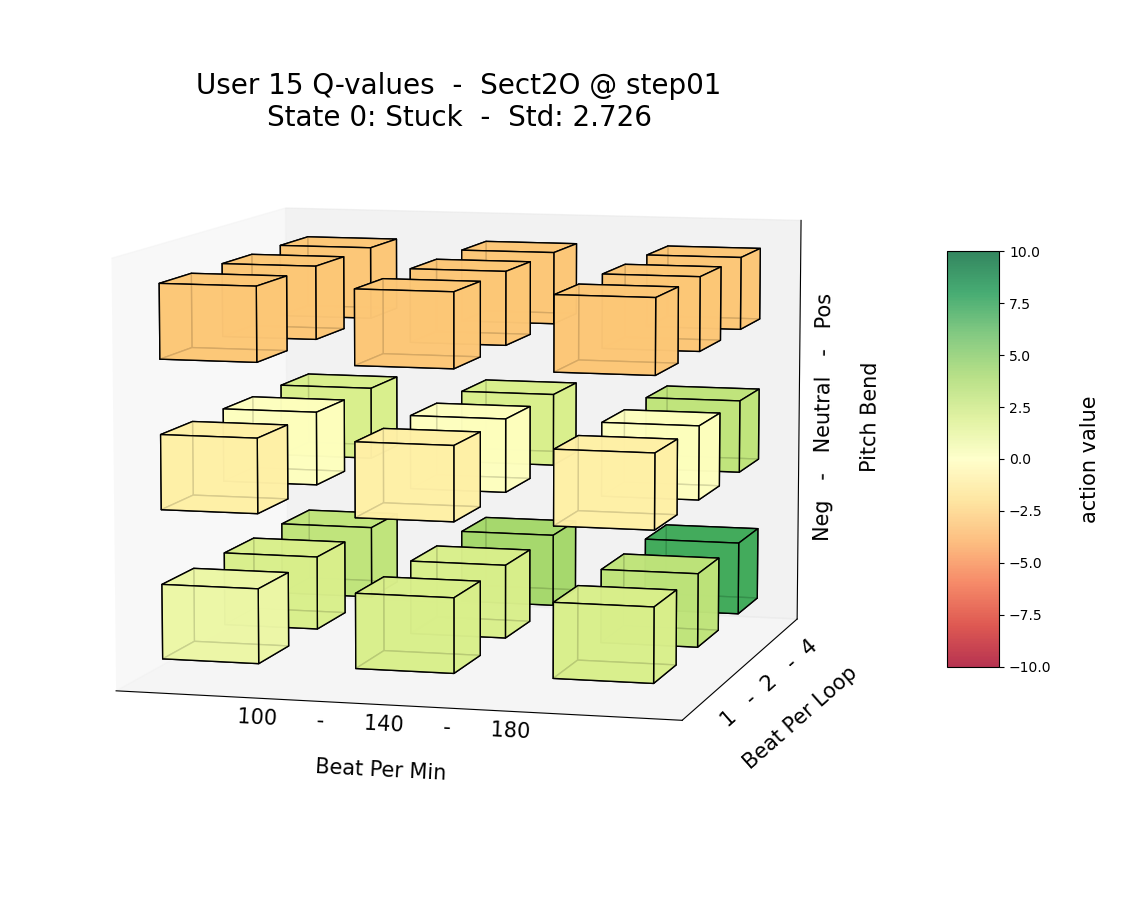 User 15 Q-values  -  Sect2O @ step01
State 0: Stuck  -  Std: 2.726
Neg  -  Neutral  -  Pos
Pitch Bend
100  -  140  -  180
Beat Per Min
1 - 2 - 4
Beat Per Loop
10.0
7.5
5.0
2.5
0.0
−2.5
−5.0
−7.5
−10.0
action value